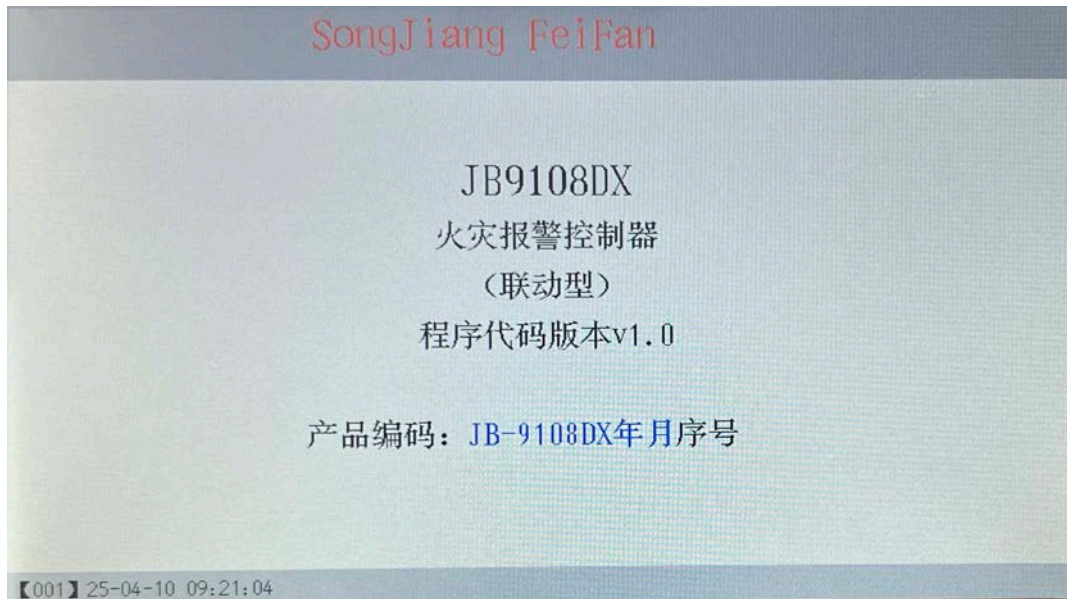 SongJiang FeiFan
JB9108DX
火灾报警控制器
（联动型）
程序代码版本v1.0
产品编码：JB-9108DX年月序号
【001】25-04-10 09:21:04